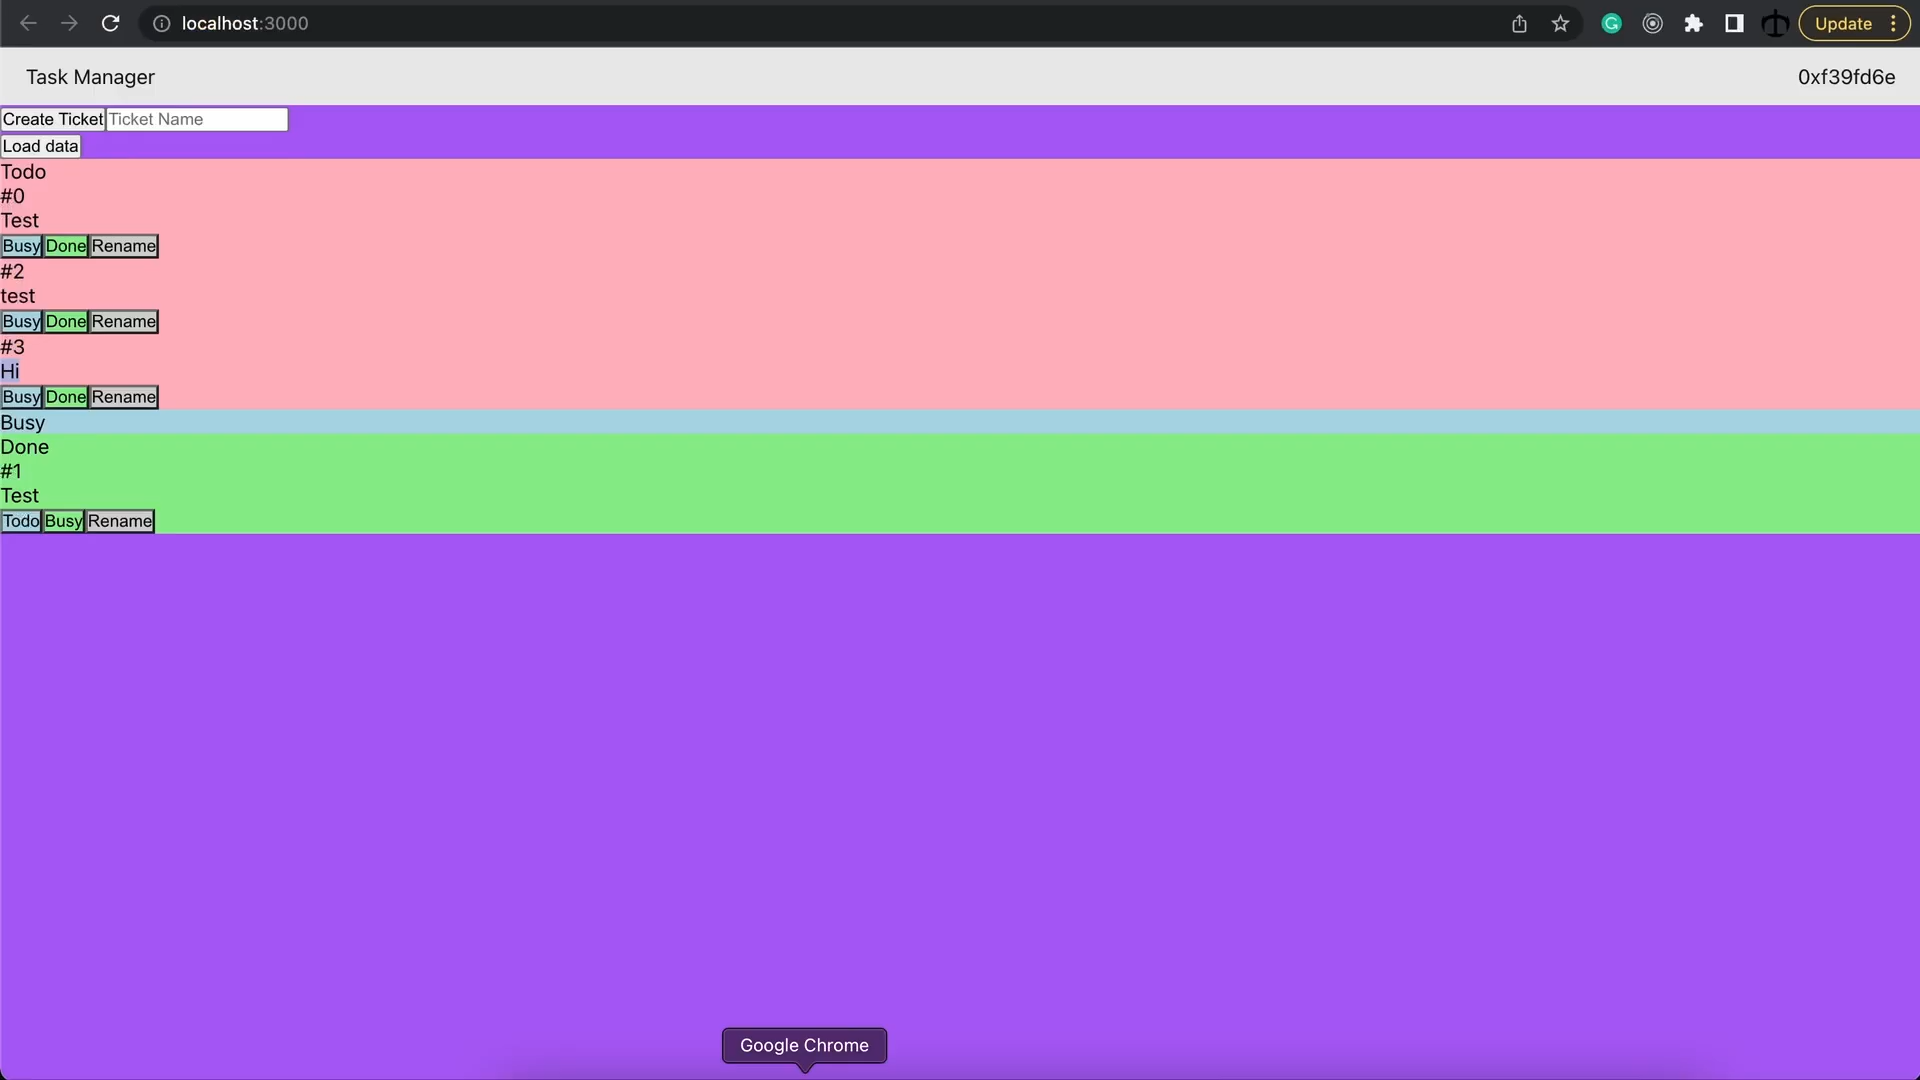 localhost:3000
Update
Task Manager
0xf39fd6e
Create Ticket Ticket Name
Load data
Todo
#0
Test
Busy Done Rename
#2
test
Busy Done Rename
#3
Hi
Busy Done Rename
Busy
Done
#1
Test
Todo Busy Rename
Google Chrome